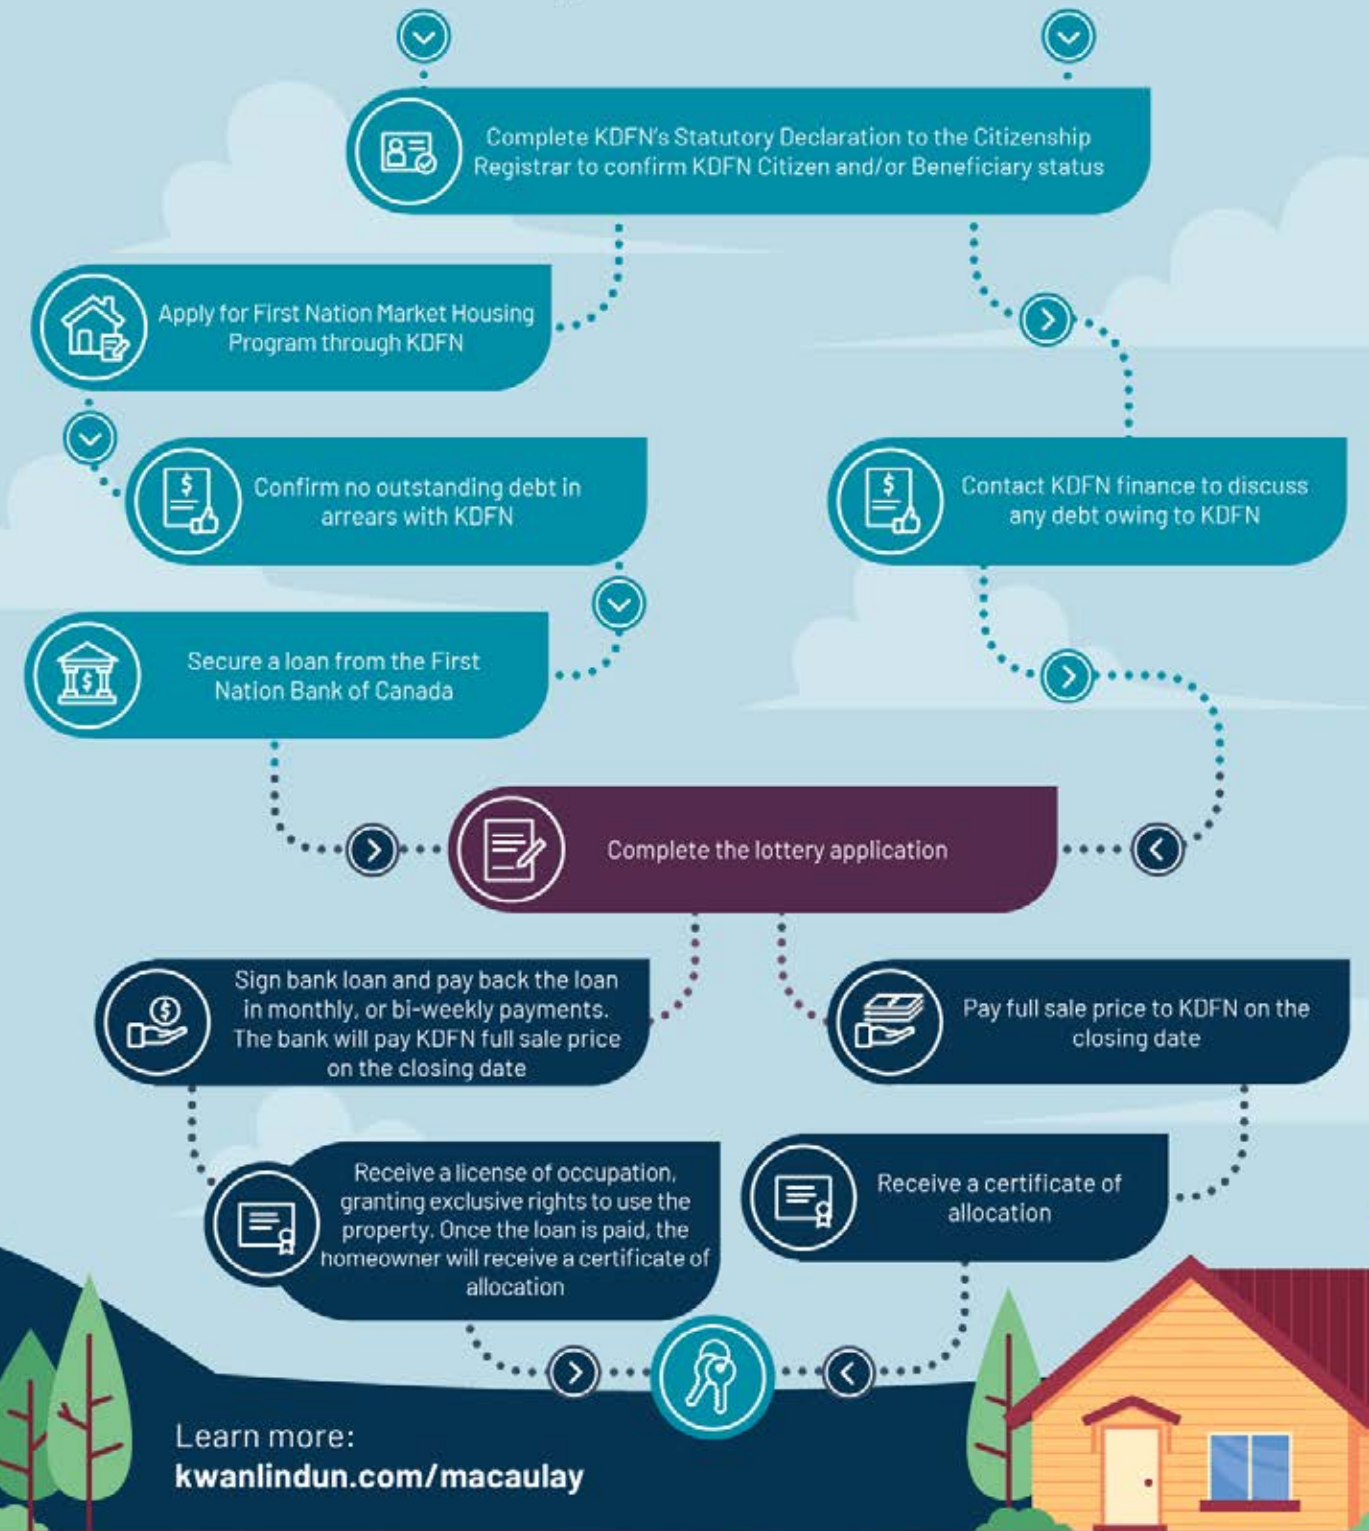 Complete KDFN's Statutory Declaration to the Citizenship
Registrar to confirm KDFN Citizen and/or Beneficiary status
Apply for First Nation Market Housing
Program through KDFN
Confirm no outstanding debt in
arrears with KDFN
Contact KDFN finance to discuss
any debt owing to KDFN
Secure a loan from the First
Nation Bank of Canada
Complete the lottery application
Sign bank loan and pay back the loan
in monthly, or bi-weekly payments.
The bank will pay KDFN full sale price
on the closing date
Pay full sale price to KDFN on the
closing date
Receive a license of occupation,
granting exclusive rights to use the
property. Once the loan is paid, the
homeowner will receive a certificate of
allocation
Receive a certificate of
allocation
Learn more:
kwanlindun.com/macaulay